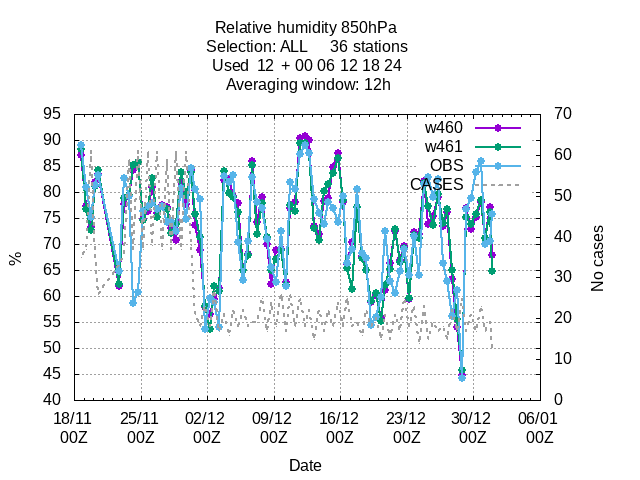 Relative humidity 850hPa
Selection: ALL 36 stations
Used 12 + 00 06 12 18 24
Averaging window: 12h
95
90
85
80
75
70
65
60
55
50
45
40
%
70
60
50
40
30
20
10
0
No cases
w460
w461
OBS
CASES
18/11 25/11 02/12 09/12 16/12 23/12 30/12 06/01
00Z 00Z 00Z 00Z 00Z 00Z 00Z 00Z
Date